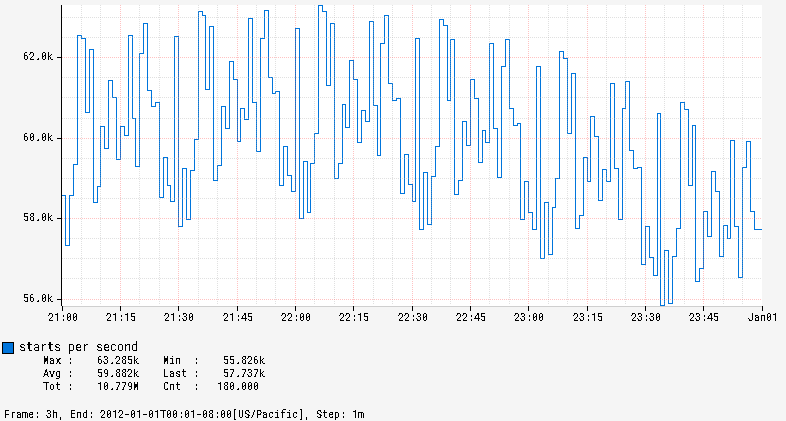 62.0k
60.0k
58.0k
56.0k
21:00 21:15 21:30 21:45 22:00 22:15 22:30 22:45 23:00 23:15 23:30 23:45 Jan01
starts per second
Max : 63.285k Min : 55.826k
Avg : 59.882k Last : 57.737k
Tot : 10.779M Cnt : 180.000
Frame: 3h, End: 2012-01-01T00:01-08:00[US/Pacific], Step: 1m